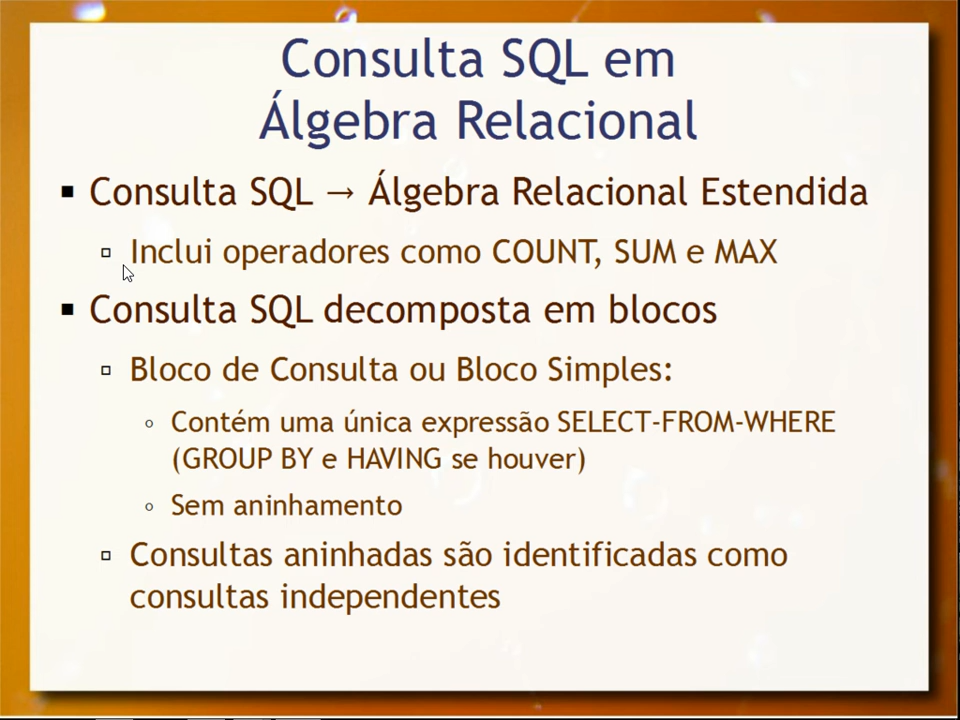 Consulta SQL em
Álgebra Relacional
Consulta SQL → Álgebra Relacional Estendida
Inclui operadores como COUNT, SUM e MAX
Consulta SQL decomposta em blocos
Bloco de Consulta ou Bloco Simples:
Contém uma única expressão SELECT-FROM-WHERE
(GROUP BY e HAVING se houver)
Sem aninhamento
Consultas aninhadas são identificadas como
consultas independentes